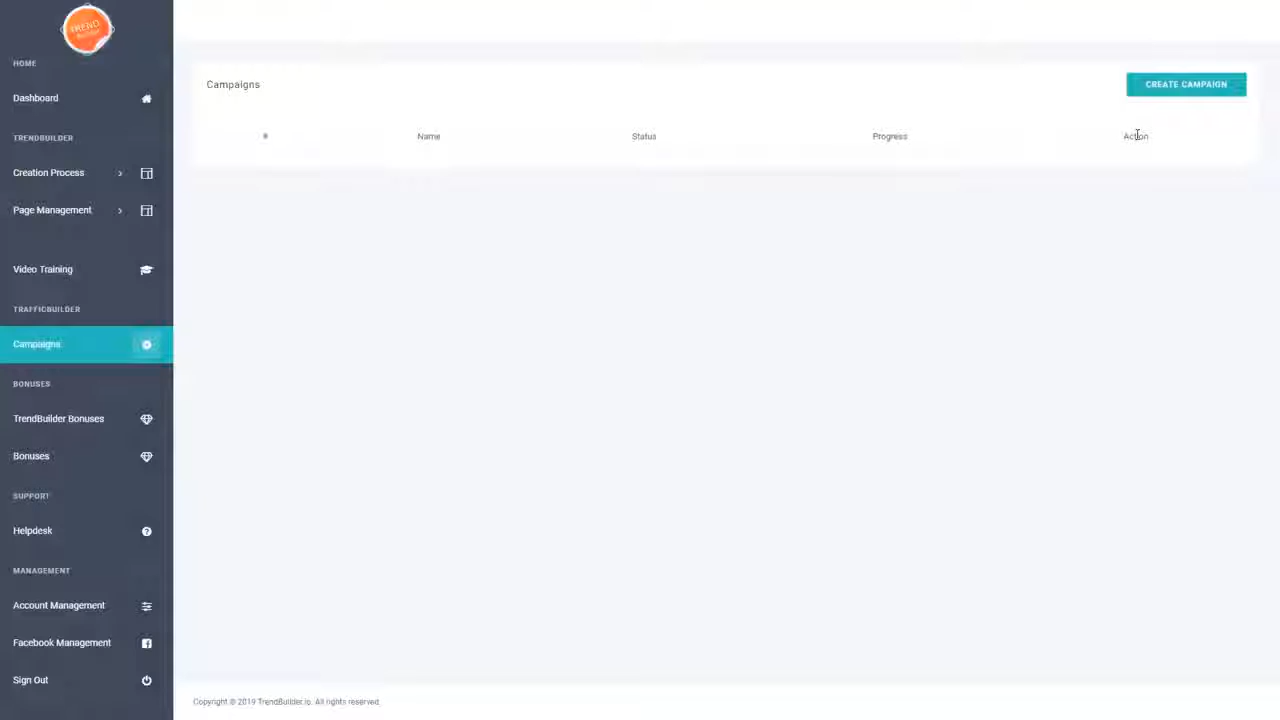 TREND
Builder
HOME
Dashboard
TRENDBUILDER
Creation Process
Page Management
Video Training
TRAFFICBUILDER
Campaigns
BONUSES
TrendBuilder Bonuses
Bonuses
SUPPORT
Helpdesk
MANAGEMENT
Account Management
Facebook Management
Sign Out
Campaigns
CREATE CAMPAIGN
# Name Status Progress Action
Copyright © 2019 TrendBuilder.io. All rights reserved.